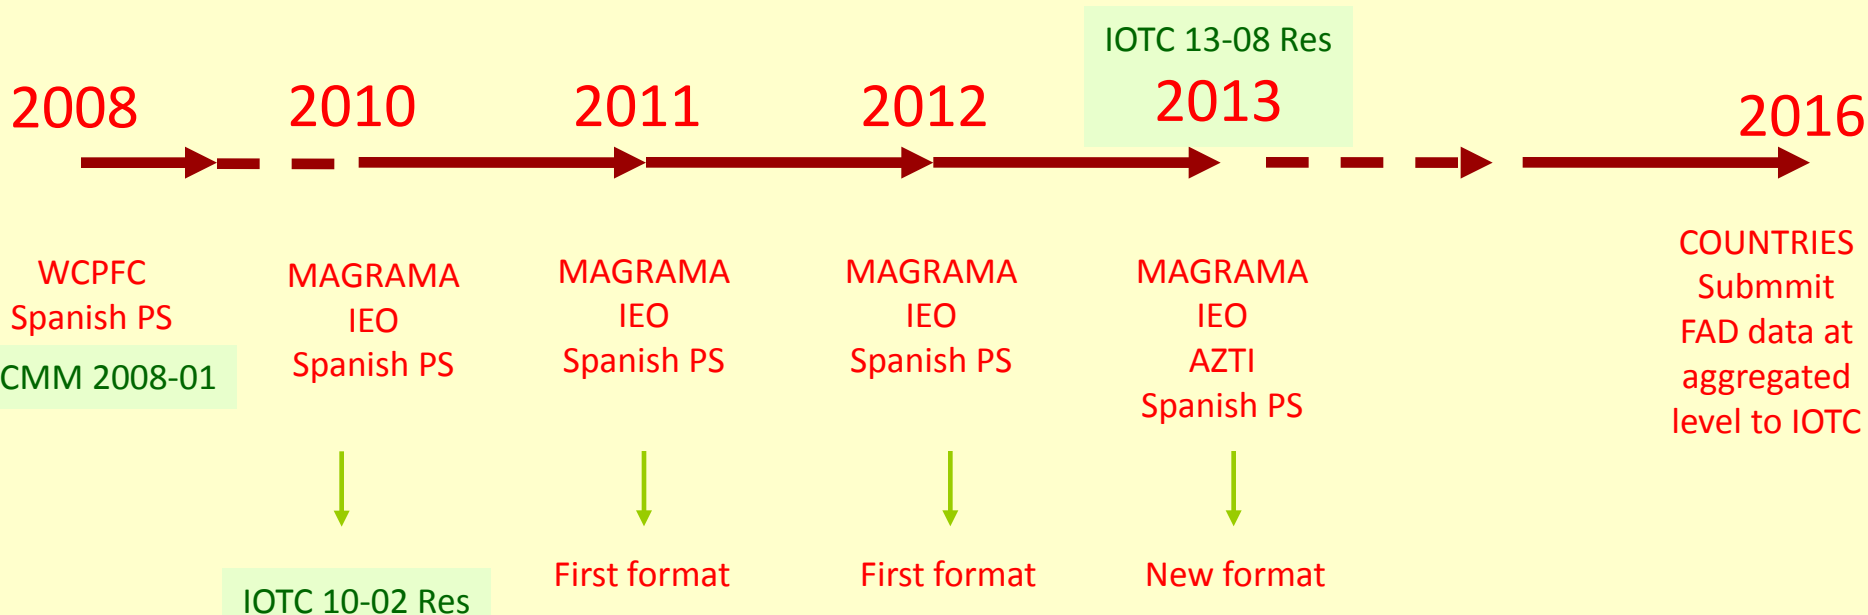 IOTC 13-08 Res
2008
2010
2011
2012
2013
2016
WCPFC
Spanish PS
CMM 2008-01
MAGRAMA
IEO
Spanish PS
IOTC 10-02 Res
MAGRAMA
IEO
Spanish PS
First format
MAGRAMA
IEO
Spanish PS
First format
MAGRAMA
IEO
AZTI
Spanish PS
New format
COUNTRIES
Submmit
FAD data at
aggregated
level to IOTC